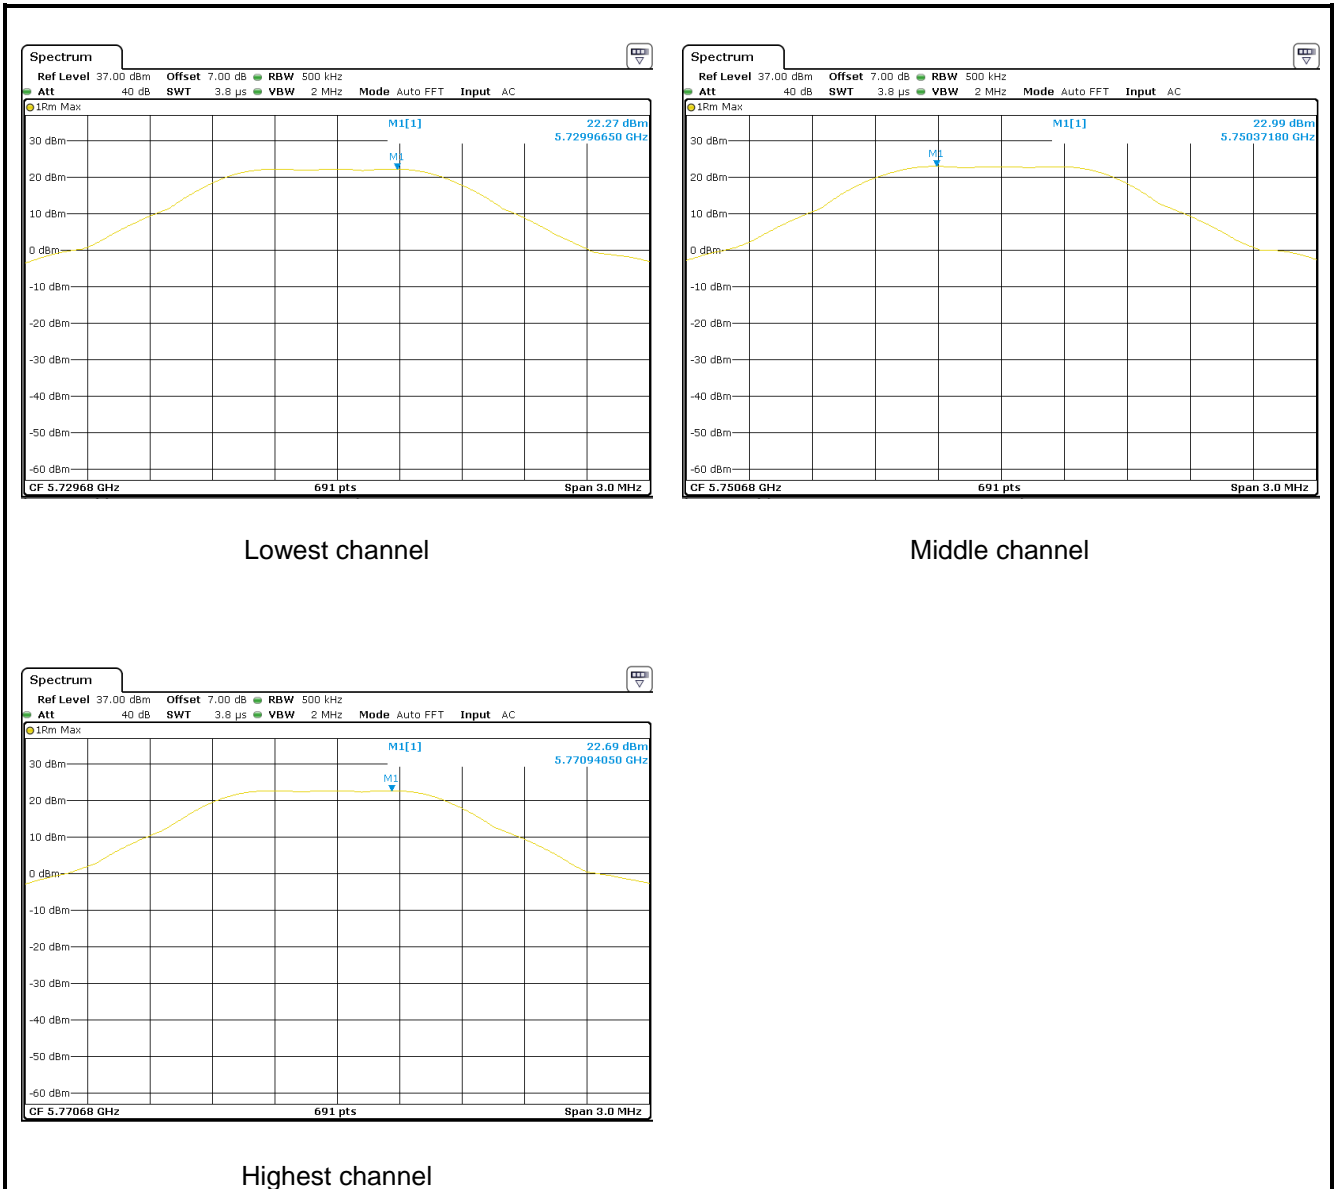 Spectrum
Ref Level 37.00 dBm Offset 7.00 dB RBW 500 kHz
Att 40 dB SWT 3.8 µs VBW 2 MHz Mode Auto FFT Input AC
1Rm Max
M1[1] 22.27 dBm
5.72996650 GHz
M1
30 dBm
20 dBm
10 dBm
0 dBm
-10 dBm
-20 dBm
-30 dBm
-40 dBm
-50 dBm
-60 dBm
CF 5.72968 GHz 691 pts Span 3.0 MHz
Lowest channel
Spectrum
Ref Level 37.00 dBm Offset 7.00 dB RBW 500 kHz
Att 40 dB SWT 3.8 µs VBW 2 MHz Mode Auto FFT Input AC
1Rm Max
M1[1] 22.99 dBm
5.75037180 GHz
M1
30 dBm
20 dBm
10 dBm
0 dBm
-10 dBm
-20 dBm
-30 dBm
-40 dBm
-50 dBm
-60 dBm
CF 5.75068 GHz 691 pts Span 3.0 MHz
Middle channel
Spectrum
Ref Level 37.00 dBm Offset 7.00 dB RBW 500 kHz
Att 40 dB SWT 3.8 µs VBW 2 MHz Mode Auto FFT Input AC
1Rm Max
M1[1] 22.69 dBm
5.77094050 GHz
M1
30 dBm
20 dBm
10 dBm
0 dBm
-10 dBm
-20 dBm
-30 dBm
-40 dBm
-50 dBm
-60 dBm
CF 5.77068 GHz 691 pts Span 3.0 MHz
Highest channel